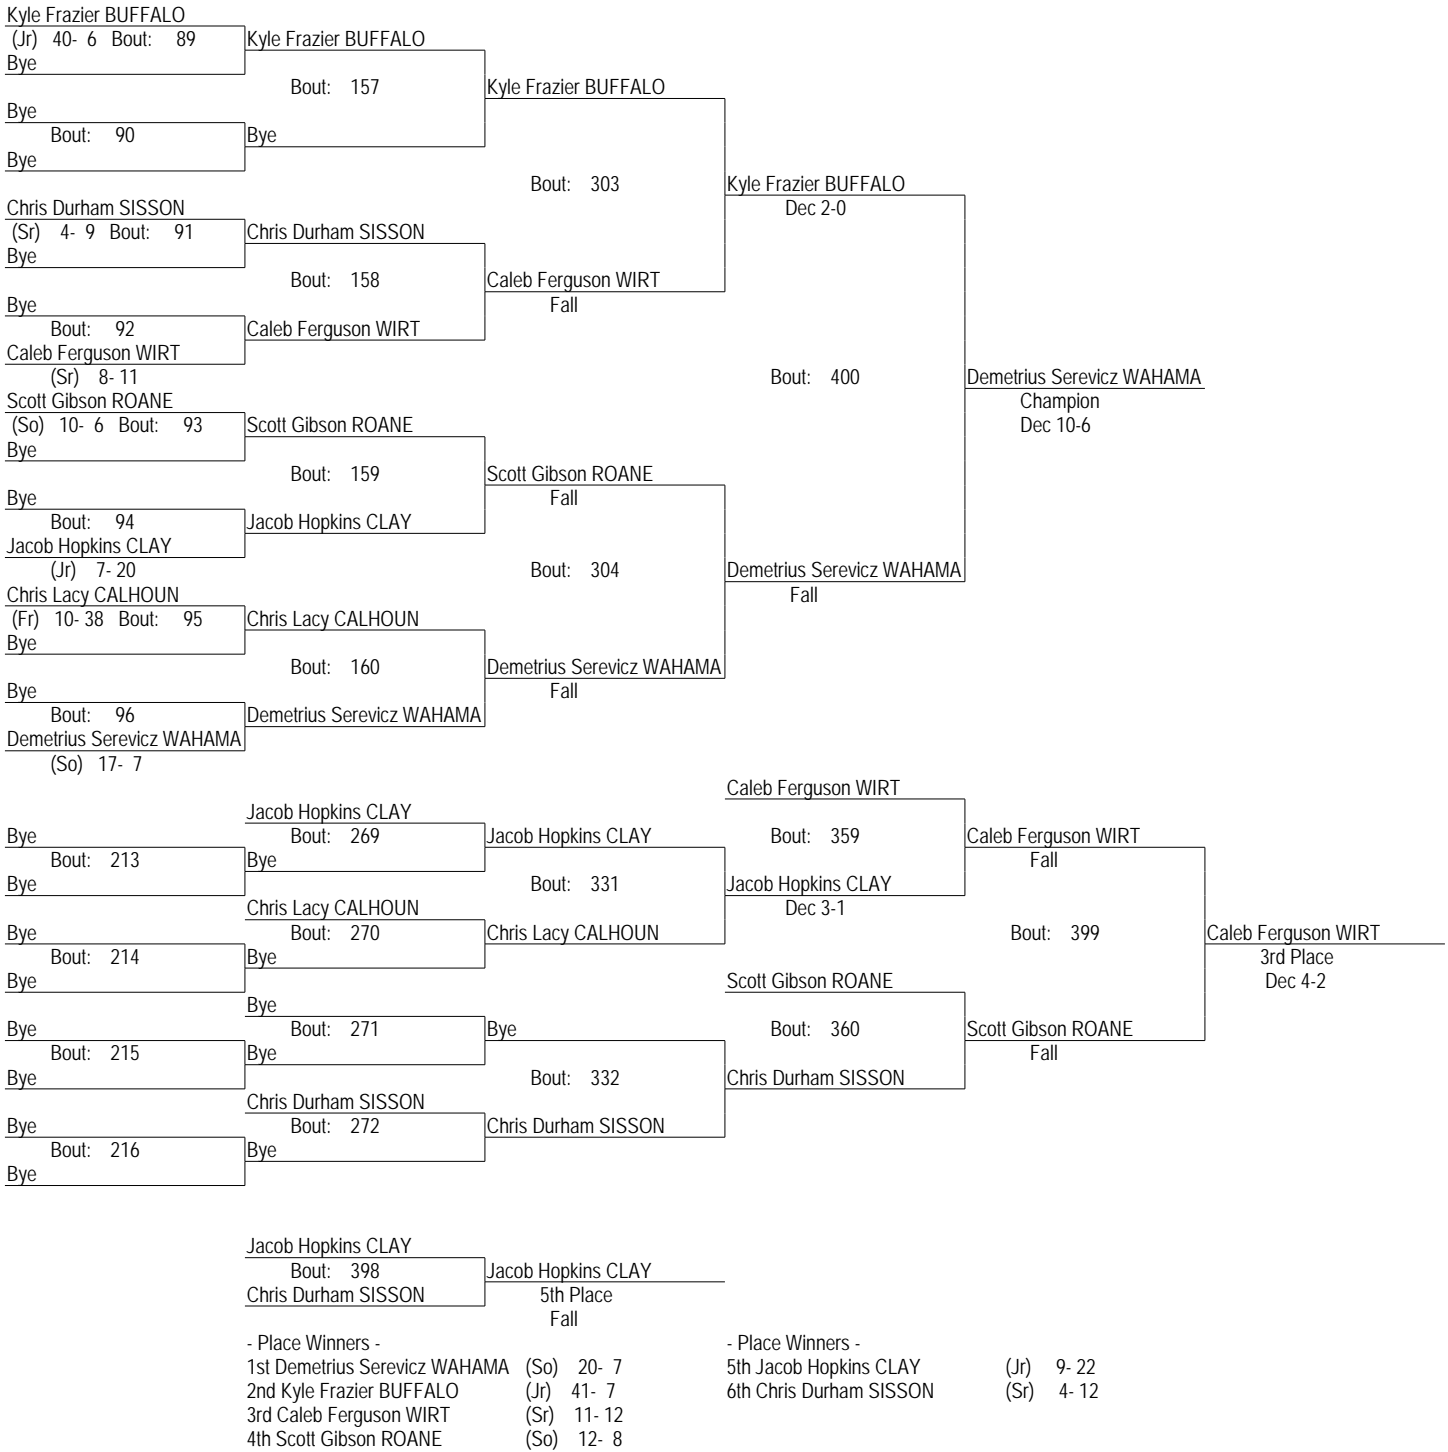 Kyle Frazier BUFFALO
(Jr) 40- 6 Bout: 89 Kyle Frazier BUFFALO
Bye
Bout: 157 Kyle Frazier BUFFALO
Bye
Bout: 90 Bye
Bye
Bout: 303 Kyle Frazier BUFFALO
Dec 2-0
Chris Durham SISSON
(Sr) 4- 9 Bout: 91 Chris Durham SISSON
Bye
Bout: 158 Caleb Ferguson WIRT
Fall
Bye
Bout: 92 Caleb Ferguson WIRT
Caleb Ferguson WIRT
(Sr) 8- 11
Bout: 400 Demetrius Serevicz WAHAMA
Champion
Dec 10-6
Scott Gibson ROANE
(So) 10- 6 Bout: 93 Scott Gibson ROANE
Bye
Bout: 159 Scott Gibson ROANE
Fall
Bye
Bout: 94 Jacob Hopkins CLAY
Jacob Hopkins CLAY
(Jr) 7- 20
Bout: 304 Demetrius Serevicz WAHAMA
Fall
Chris Lacy CALHOUN
(Fr) 10- 38 Bout: 95 Chris Lacy CALHOUN
Bye
Bout: 160 Demetrius Serevicz WAHAMA
Fall
Bye
Bout: 96 Demetrius Serevicz WAHAMA
Demetrius Serevicz WAHAMA
(So) 17- 7
Caleb Ferguson WIRT
Jacob Hopkins CLAY
Bye Bout: 269 Jacob Hopkins CLAY Bout: 359 Caleb Ferguson WIRT
Bout: 213 Bye Fall
Bye Bout: 331 Jacob Hopkins CLAY
Chris Lacy CALHOUN Dec 3-1
Bye Bout: 270 Chris Lacy CALHOUN Bout: 399 Caleb Ferguson WIRT
Bout: 214 Bye 3rd Place
Bye Scott Gibson ROANE Dec 4-2
Bye
Bye Bout: 271 Bye Bout: 360 Scott Gibson ROANE
Bout: 215 Bye Fall
Bye Bout: 332 Chris Durham SISSON
Chris Durham SISSON
Bye Bout: 272 Chris Durham SISSON
Bout: 216 Bye
Bye
Jacob Hopkins CLAY
Bout: 398 Jacob Hopkins CLAY
Chris Durham SISSON 5th Place
Fall
- Place Winners - - Place Winners -
1st Demetrius Serevicz WAHAMA (So) 20- 7 5th Jacob Hopkins CLAY (Jr) 9- 22
2nd Kyle Frazier BUFFALO (Jr) 41- 7 6th Chris Durham SISSON (Sr) 4- 12
3rd Caleb Ferguson WIRT (Sr) 11- 12
4th Scott Gibson ROANE (So) 12- 8